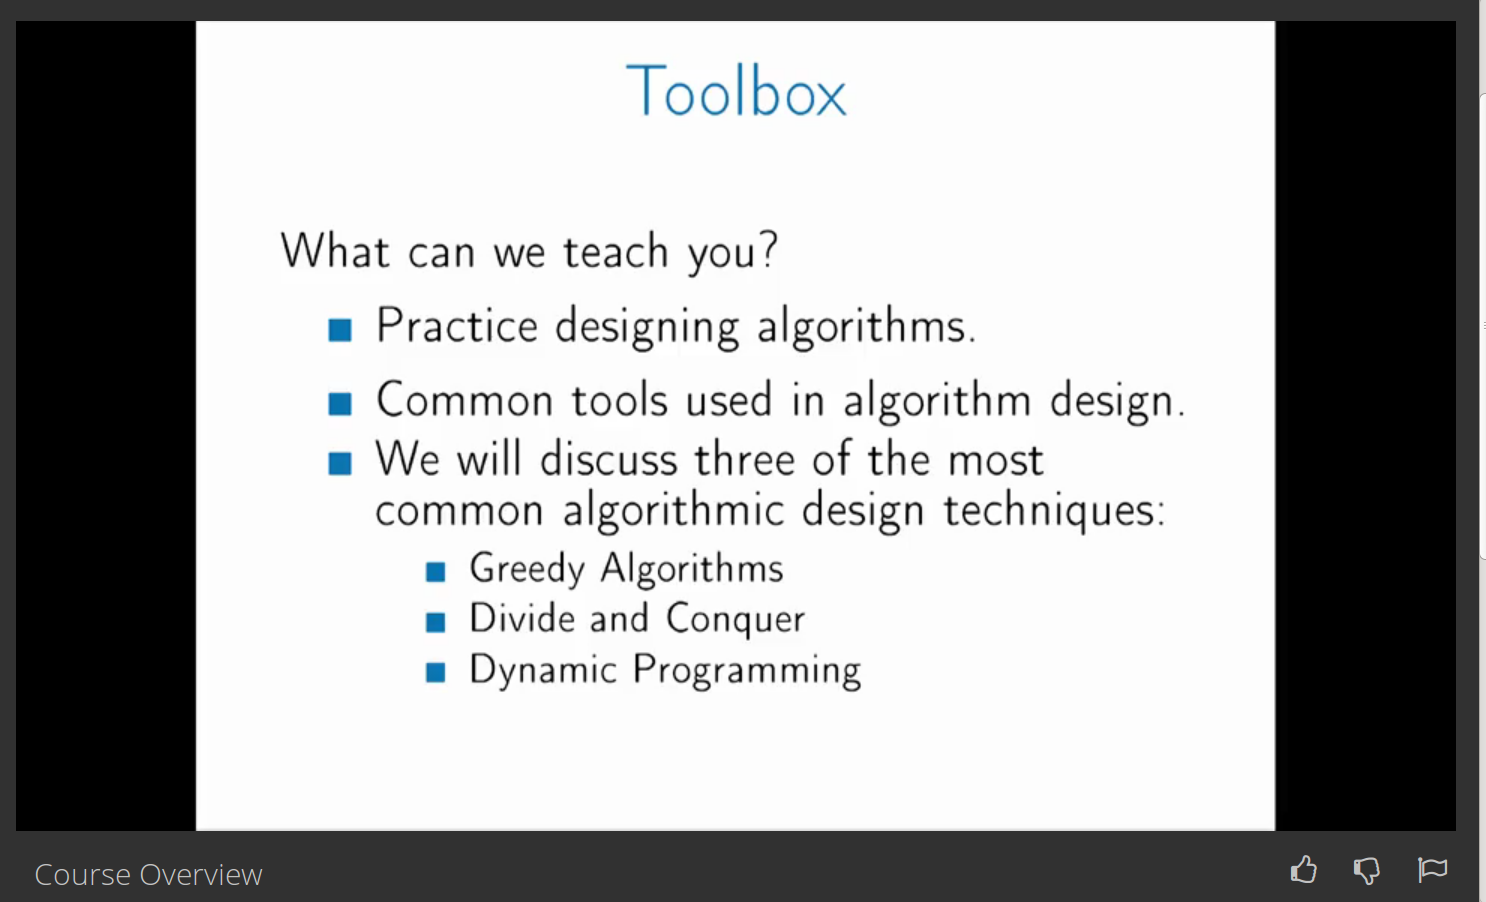 Toolbox
What can we teach you?
Practice designing algorithms.
Common tools used in algorithm design.
We will discuss three of the most
common algorithmic design techniques:
Greedy Algorithms
Divide and Conquer
Dynamic Programming
Course Overview